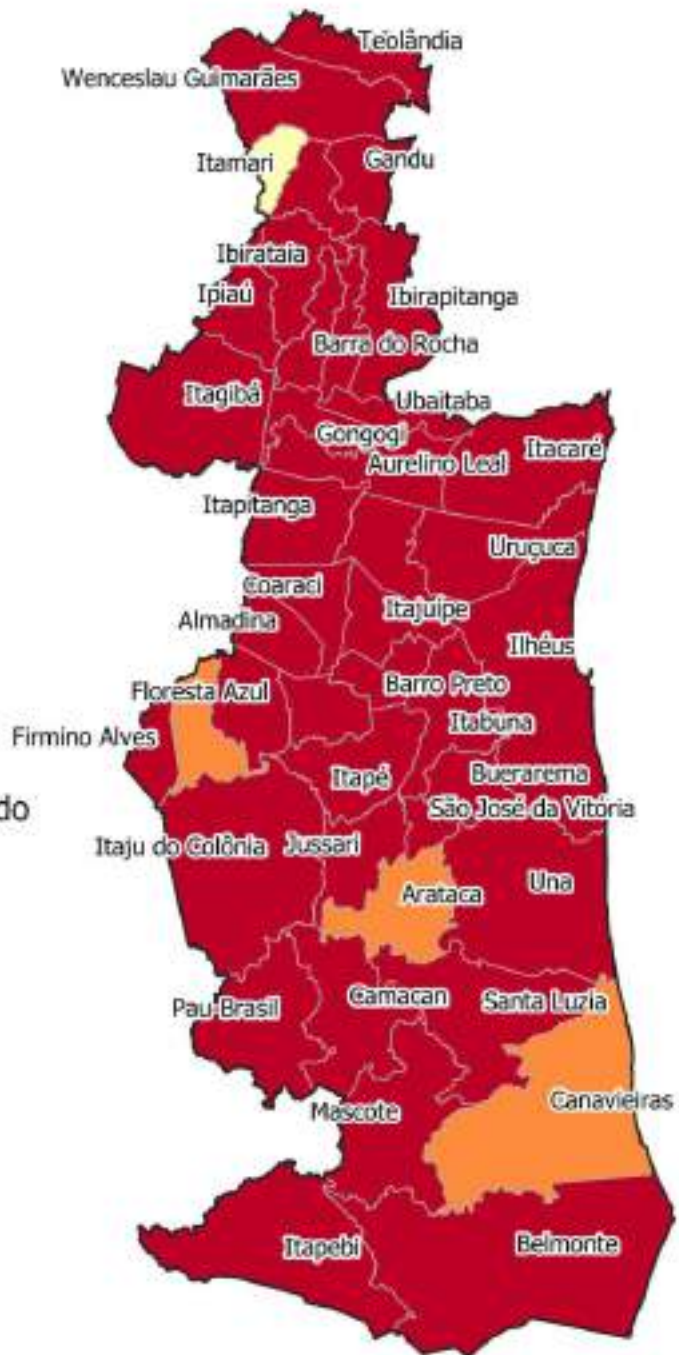 Teolândia
Wenceslau Guimarães
Itamari
Gandu
Ibirataia
Ipiaú
Ibirapitanga
Barra do Rocha
Itagibá
Ubaitaba
Gongogi
Itacaré
Aurelino Leal
Itapitanga
Uruçuca
Coaraci
Itajuípe
Almadina
Ilhéus
Floresta Azul
Barro Preto
Itabuna
Firmino Alves
Itapé
Buerarema
do
São José da Vitória
Itaju do Colônia
Jussari
Arataca
Una
Camacan
Santa Luzia
Pau Brasil
Canavieiras
Mascote
Itapebi
Belmonte